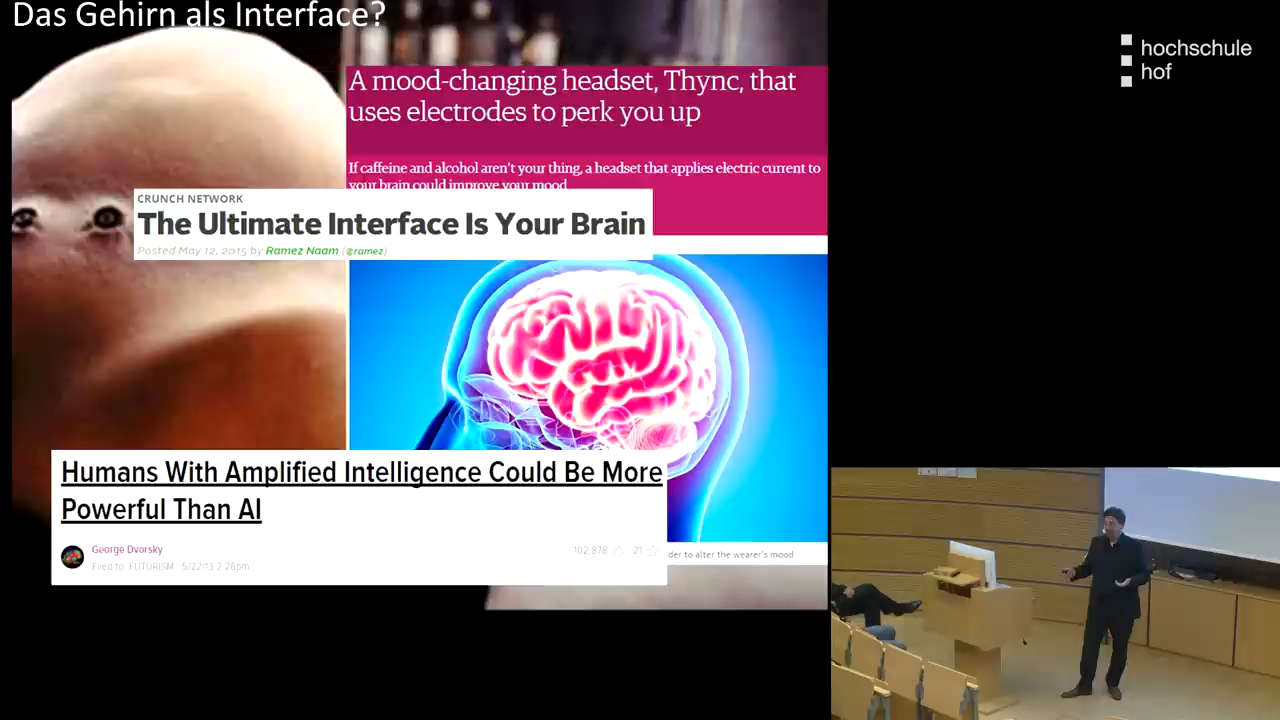 Das Gehirn als Interface?
hochschule
hof
A mood-changing headset, Thync, that
uses electrodes to perk you up
If caffeine and alcohol aren't your thing, a headset that applies electric current to
your brain could improve your mood
CRUNCH NETWORK
The Ultimate Interface Is Your Brain
Posted May 12, 2015 by Ramez Naam (@ramez)
Humans With Amplified Intelligence Could Be More
Powerful Than AI
George Dvorsky
102,878 21
Filed to: FUTURISM 5/22/13 2:26pm
der to alter the wearer's mood